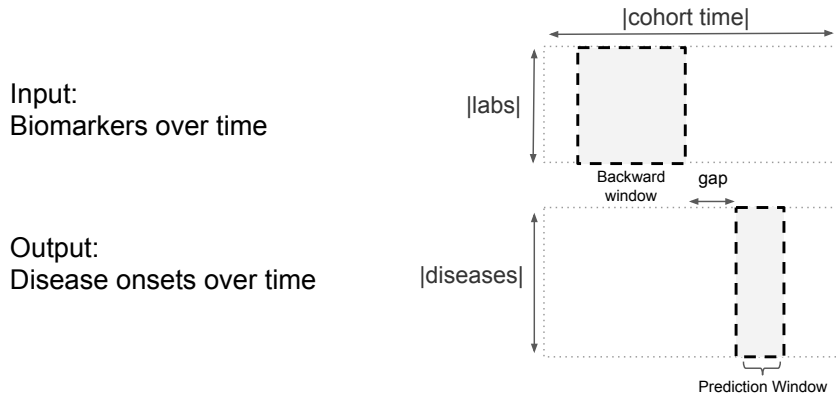 |cohort time|
Input:
Biomarkers over time
|labs|
Backward
window
gap
Output:
Disease onsets over time
|diseases|
Prediction Window